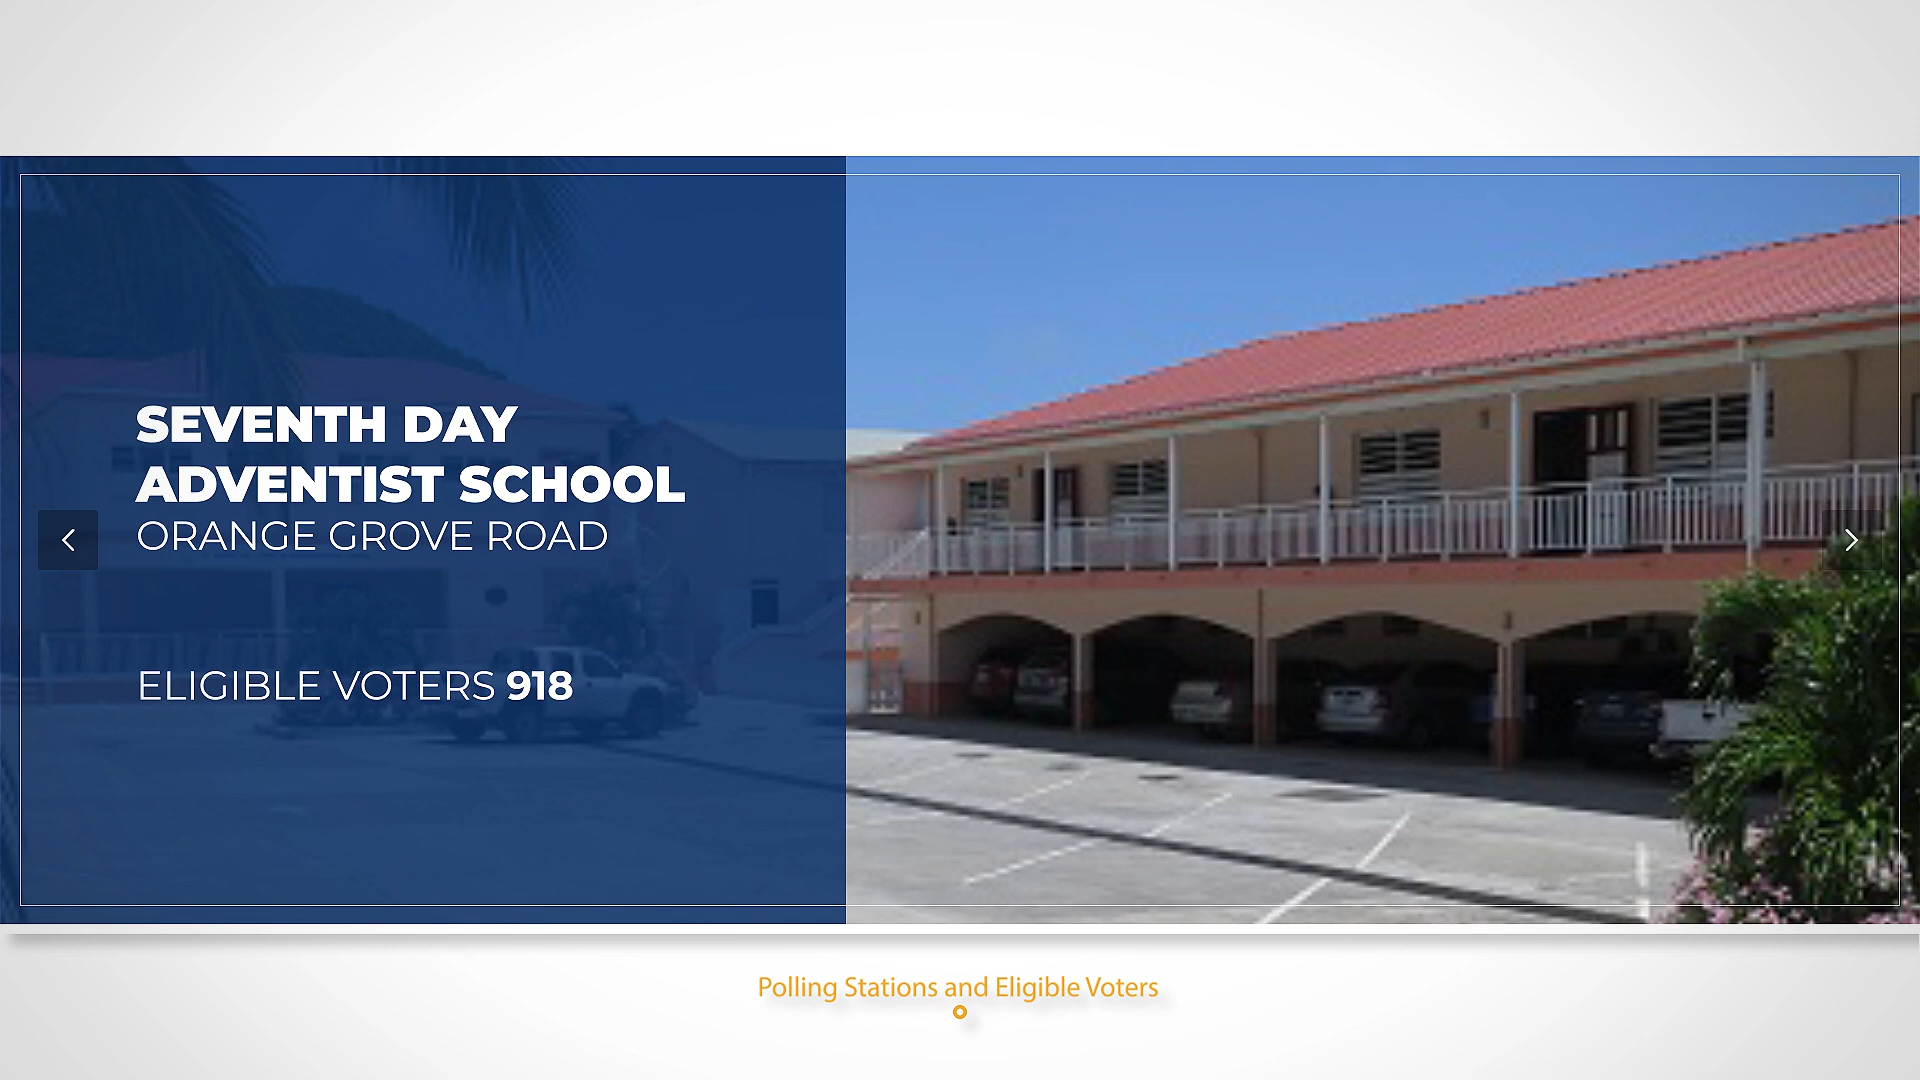 SEVENTH DAY
ADVENTIST SCHOOL
ORANGE GROVE ROAD
ELIGIBLE VOTERS 918
Polling Stations and Eligible Voters